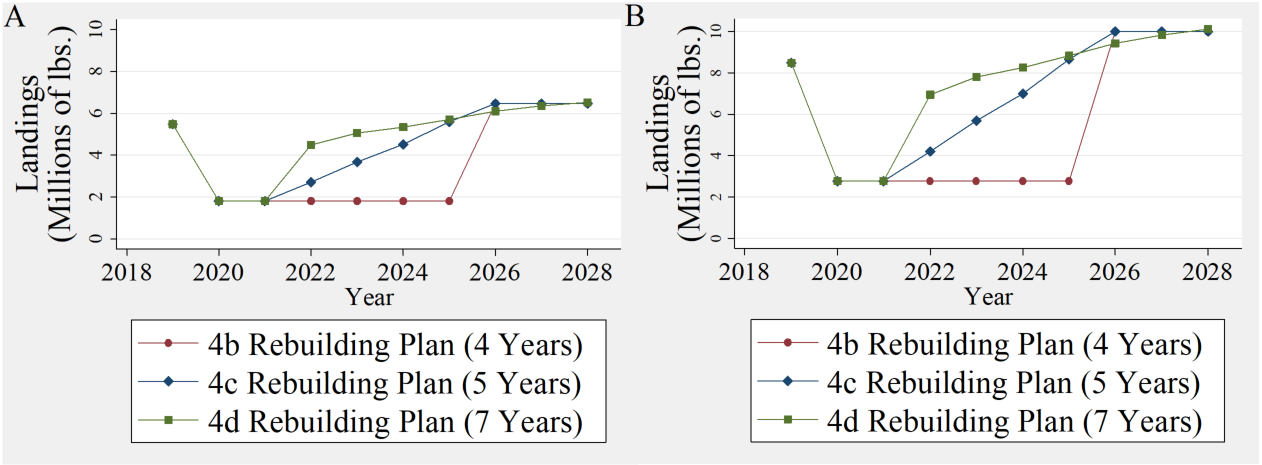 A
Landings
(Millions of lbs.)
10
8
6
4
2
0
2018 2020 2022 2024 2026 2028
Year
4b Rebuilding Plan (4 Years)
4c Rebuilding Plan (5 Years)
4d Rebuilding Plan (7 Years)
B
Landings
(Millions of lbs.)
10
8
6
4
2
0
2018 2020 2022 2024 2026 2028
Year
4b Rebuilding Plan (4 Years)
4c Rebuilding Plan (5 Years)
4d Rebuilding Plan (7 Years)